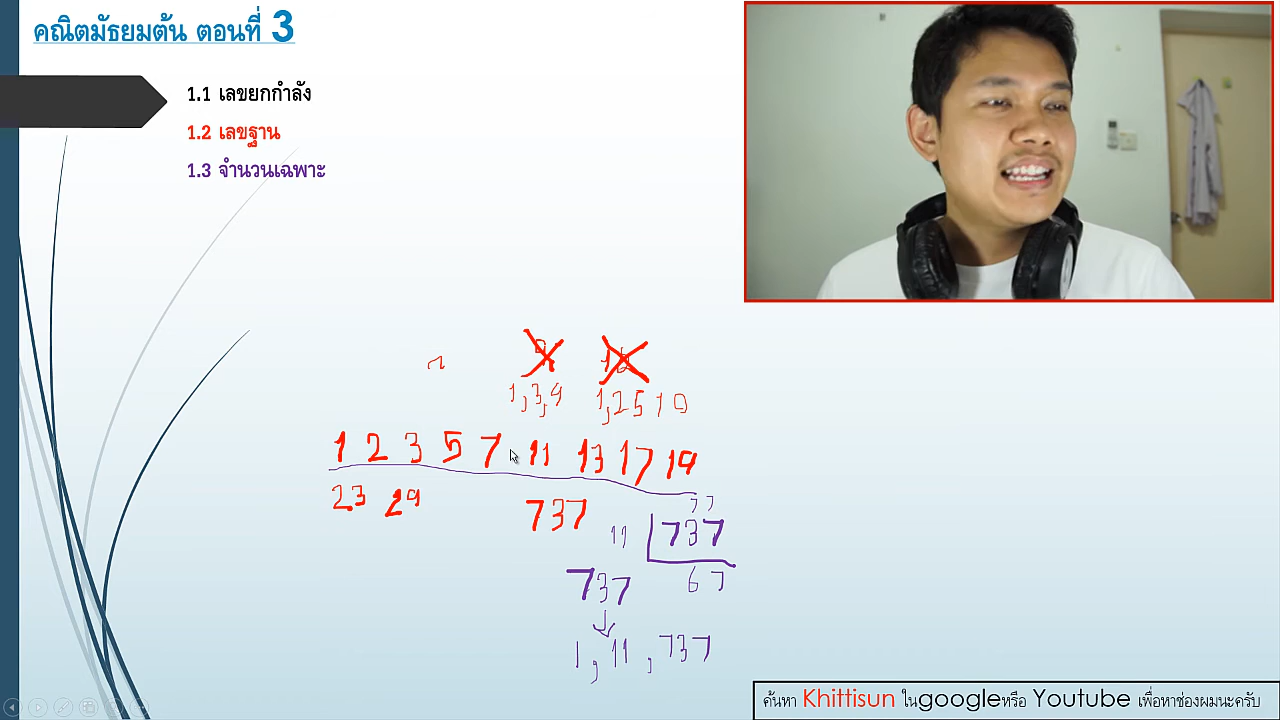 คณิตมัธยมต้น ตอนที่ 3
1.1 เลขยกกำลัง
1.2 เลขฐาน
1.3 จำนวนเฉพาะ
9 10
1,3,9 1,2 5 10
1 2 3 5 7 11 13 17 19
23 29
737
77
11 737
67
737
1, 11, 737
ค้นหา Khittisun ในgoogleหรือ Youtube เพื่อหาช่องผมนะครับ